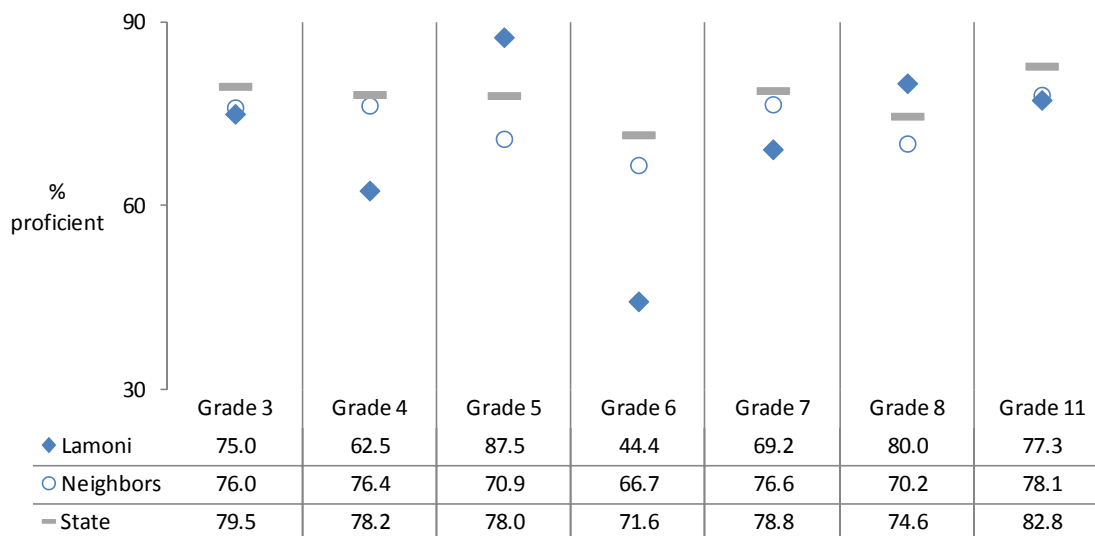 90
%
proficient
60
30
Grade 3 Grade 4 Grade 5 Grade 6 Grade 7 Grade 8 Grade 11
Lamoni 75.0 62.5 87.5 44.4 69.2 80.0 77.3
Neighbors 76.0 76.4 70.9 66.7 76.6 70.2 78.1
State 79.5 78.2 78.0 71.6 78.8 74.6 82.8